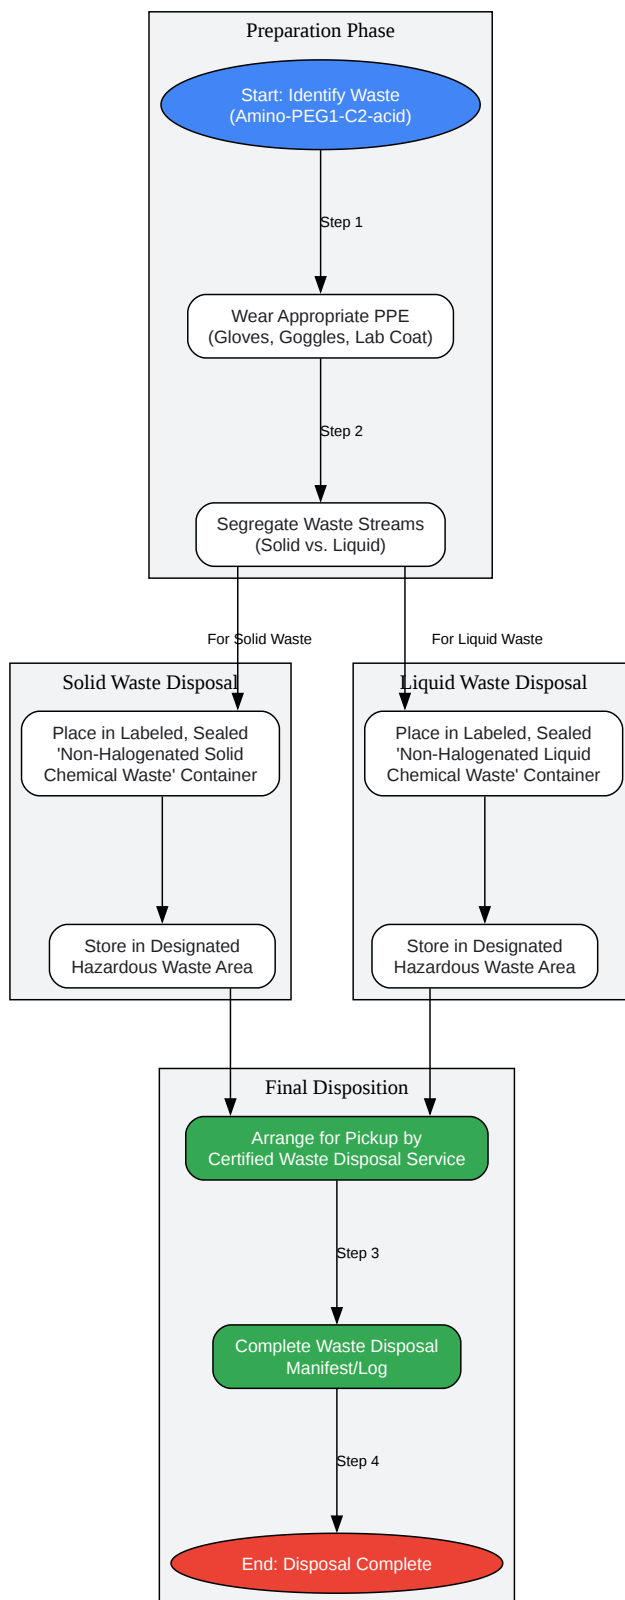 Preparation Phase
Start: Identify Waste
(Amino-PEG1-C2-acid)
Step 1
Wear Appropriate PPE
(Gloves, Goggles, Lab Coat)
Step 2
Segregate Waste Streams
(Solid vs. Liquid)
For Solid Waste
For Liquid Waste
Solid Waste Disposal
Place in Labeled, Sealed
'Non-Halogenated Solid
Chemical Waste' Container
Store in Designated
Hazardous Waste Area
Liquid Waste Disposal
Place in Labeled, Sealed
'Non-Halogenated Liquid
Chemical Waste' Container
Store in Designated
Hazardous Waste Area
Final Disposition
Arrange for Pickup by
Certified Waste Disposal Service
Step 3
Complete Waste Disposal
Manifest/Log
Step 4
End: Disposal Complete